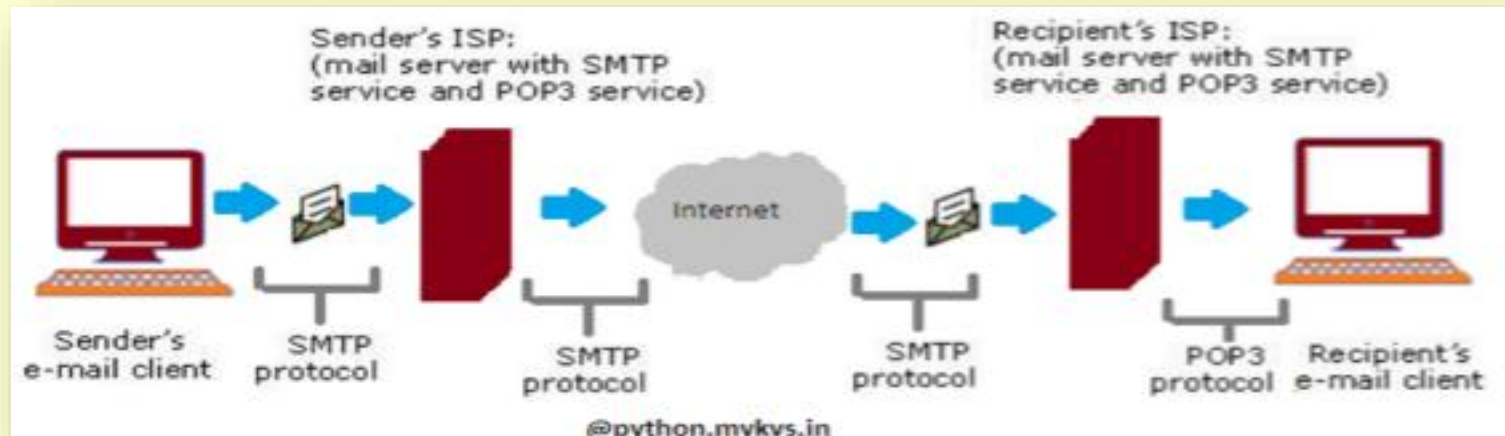 Sender's ISP:
(mail server with SMTP
service and POP3 service)
Recipient's ISP:
(mail server with SMTP
service and POP3 service)
Internet
Sender's
e-mail client
SMTP
protocol
SMTP
protocol
SMTP
protocol
POP3
protocol
Recipient's
e-mail client
@python.mykvs.in